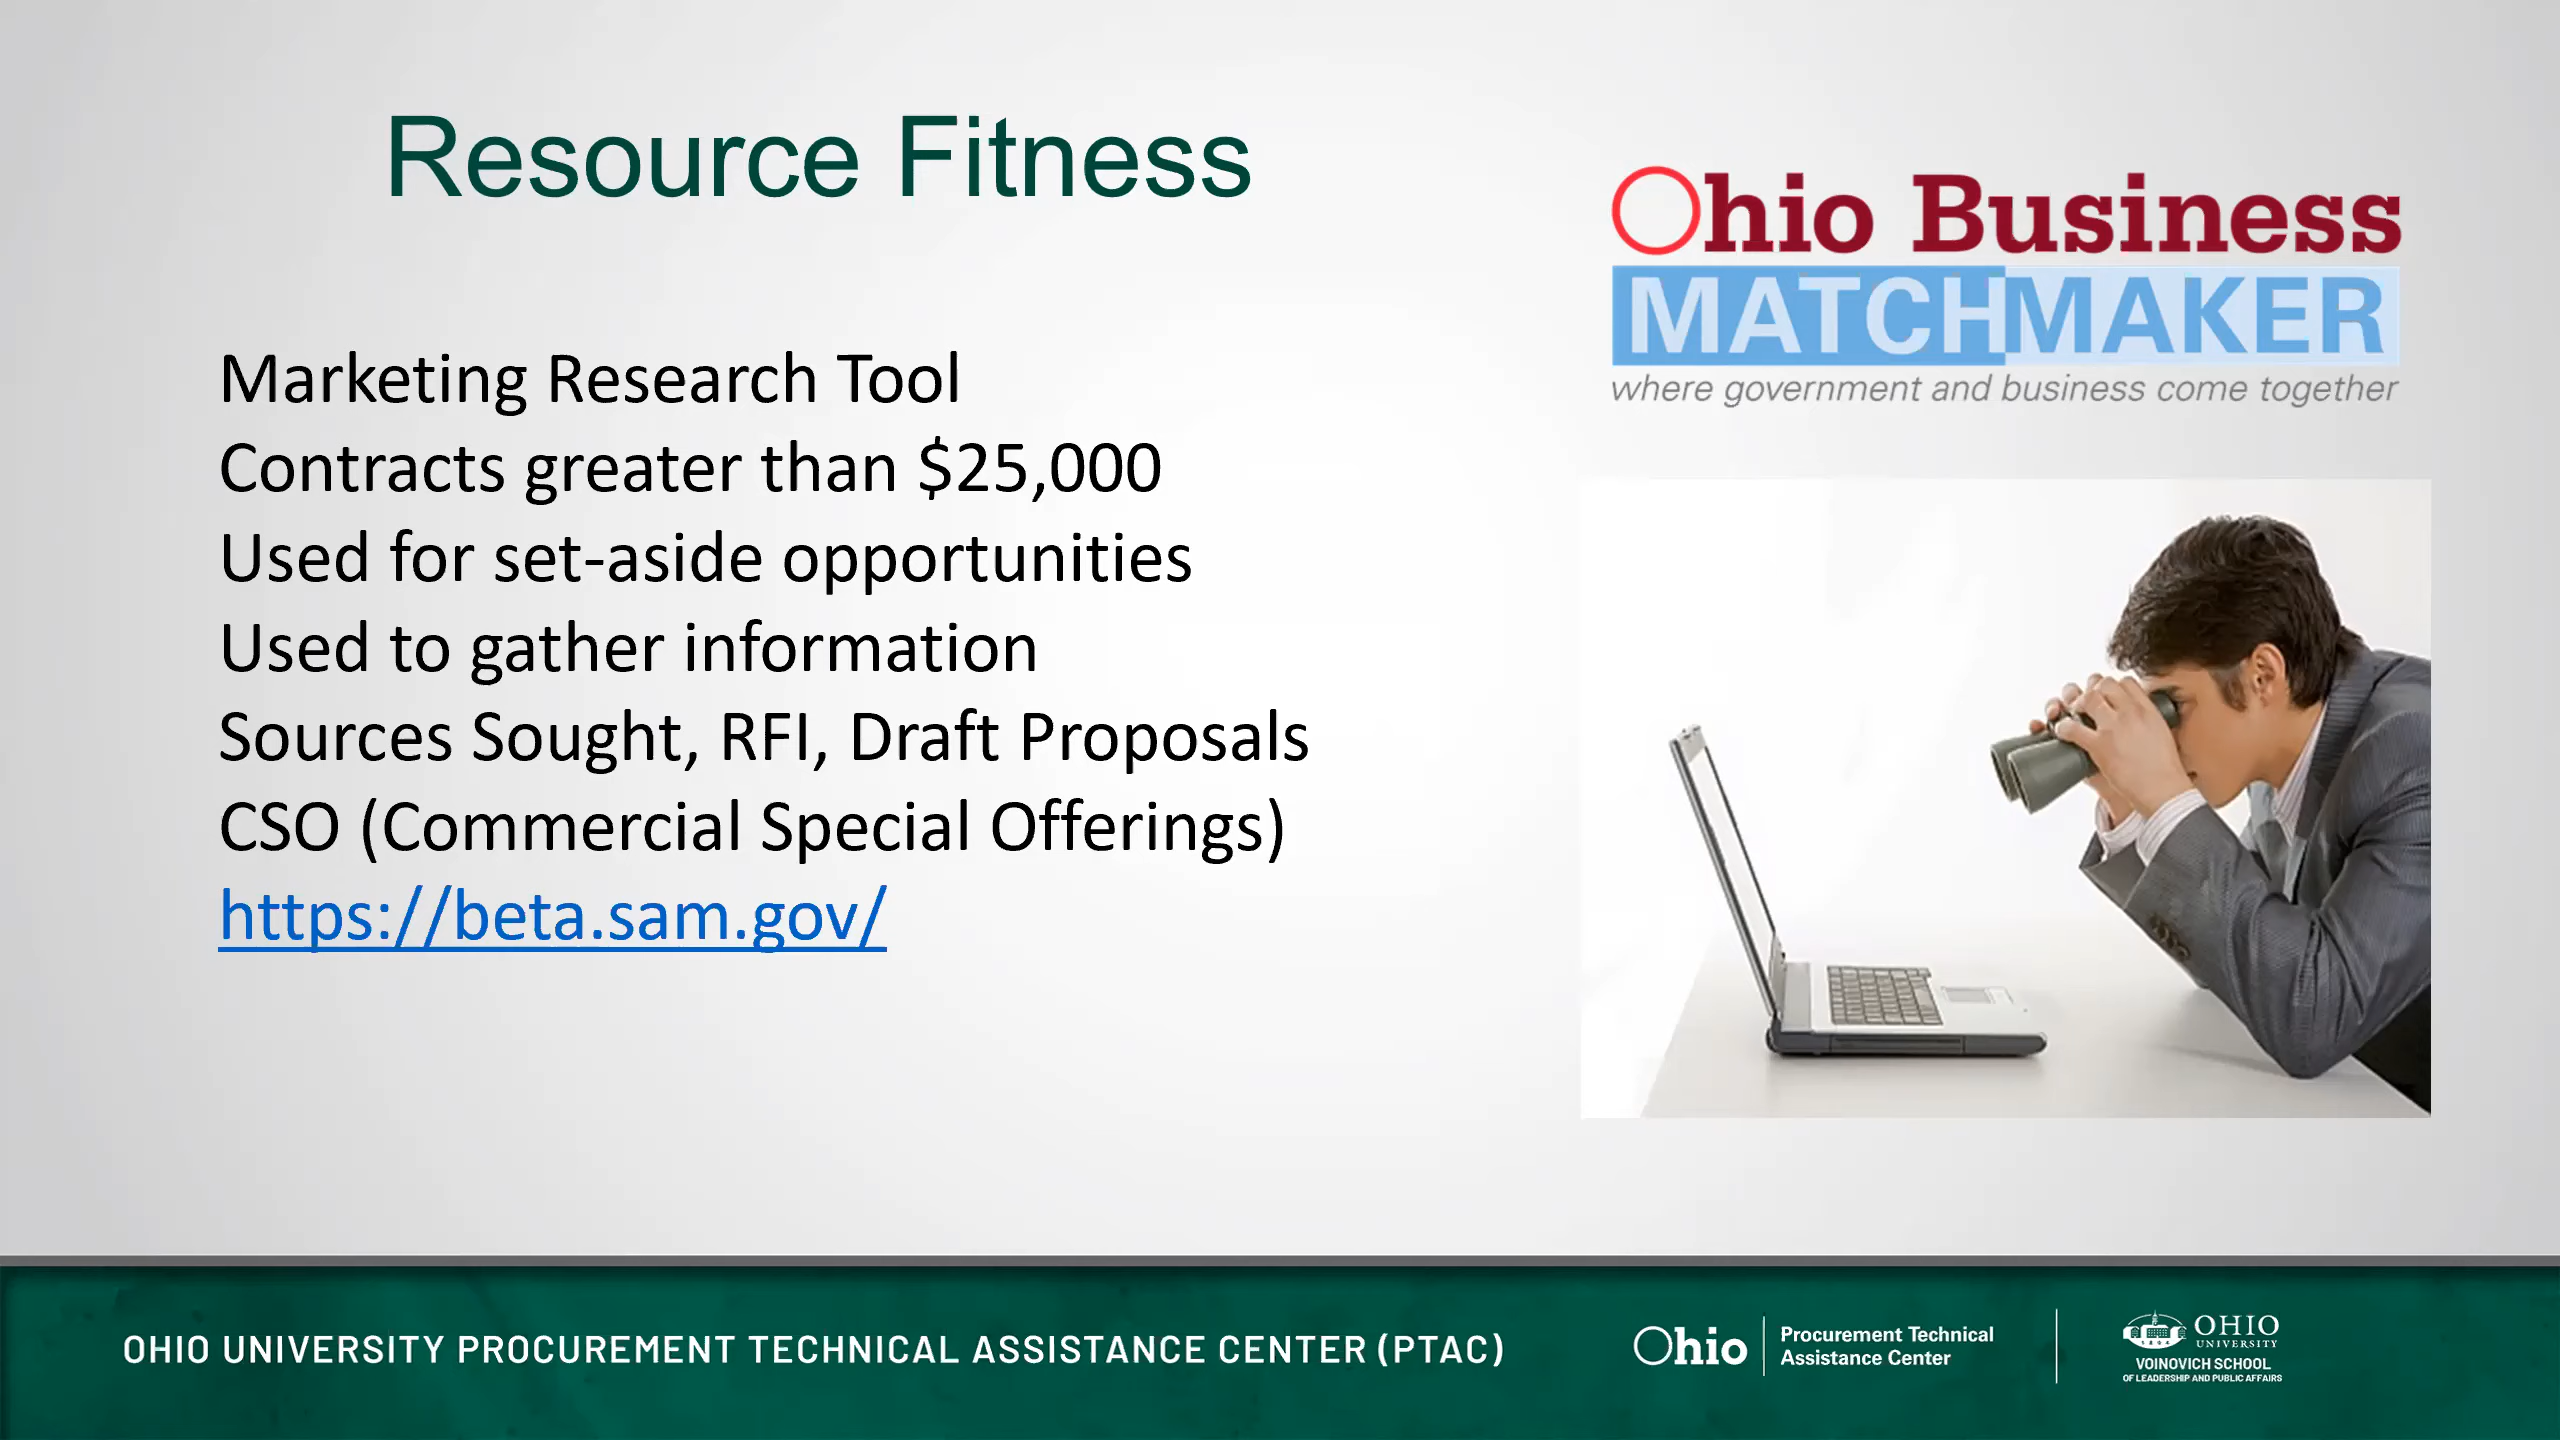 Resource Fitness
Ohio Business
MATCHMAKER
where government and business come together
Marketing Research Tool
Contracts greater than $25,000
Used for set-aside opportunities
Used to gather information
Sources Sought, RFI, Draft Proposals
CSO (Commercial Special Offerings)
https://beta.sam.gov/
OHIO UNIVERSITY PROCUREMENT TECHNICAL ASSISTANCE CENTER (PTAC)
Ohio
Procurement Technical
Assistance Center
OHIO
UNIVERSITY
VOINOVICH SCHOOL
OF LEADERSHIP AND PUBLIC AFFAIRS